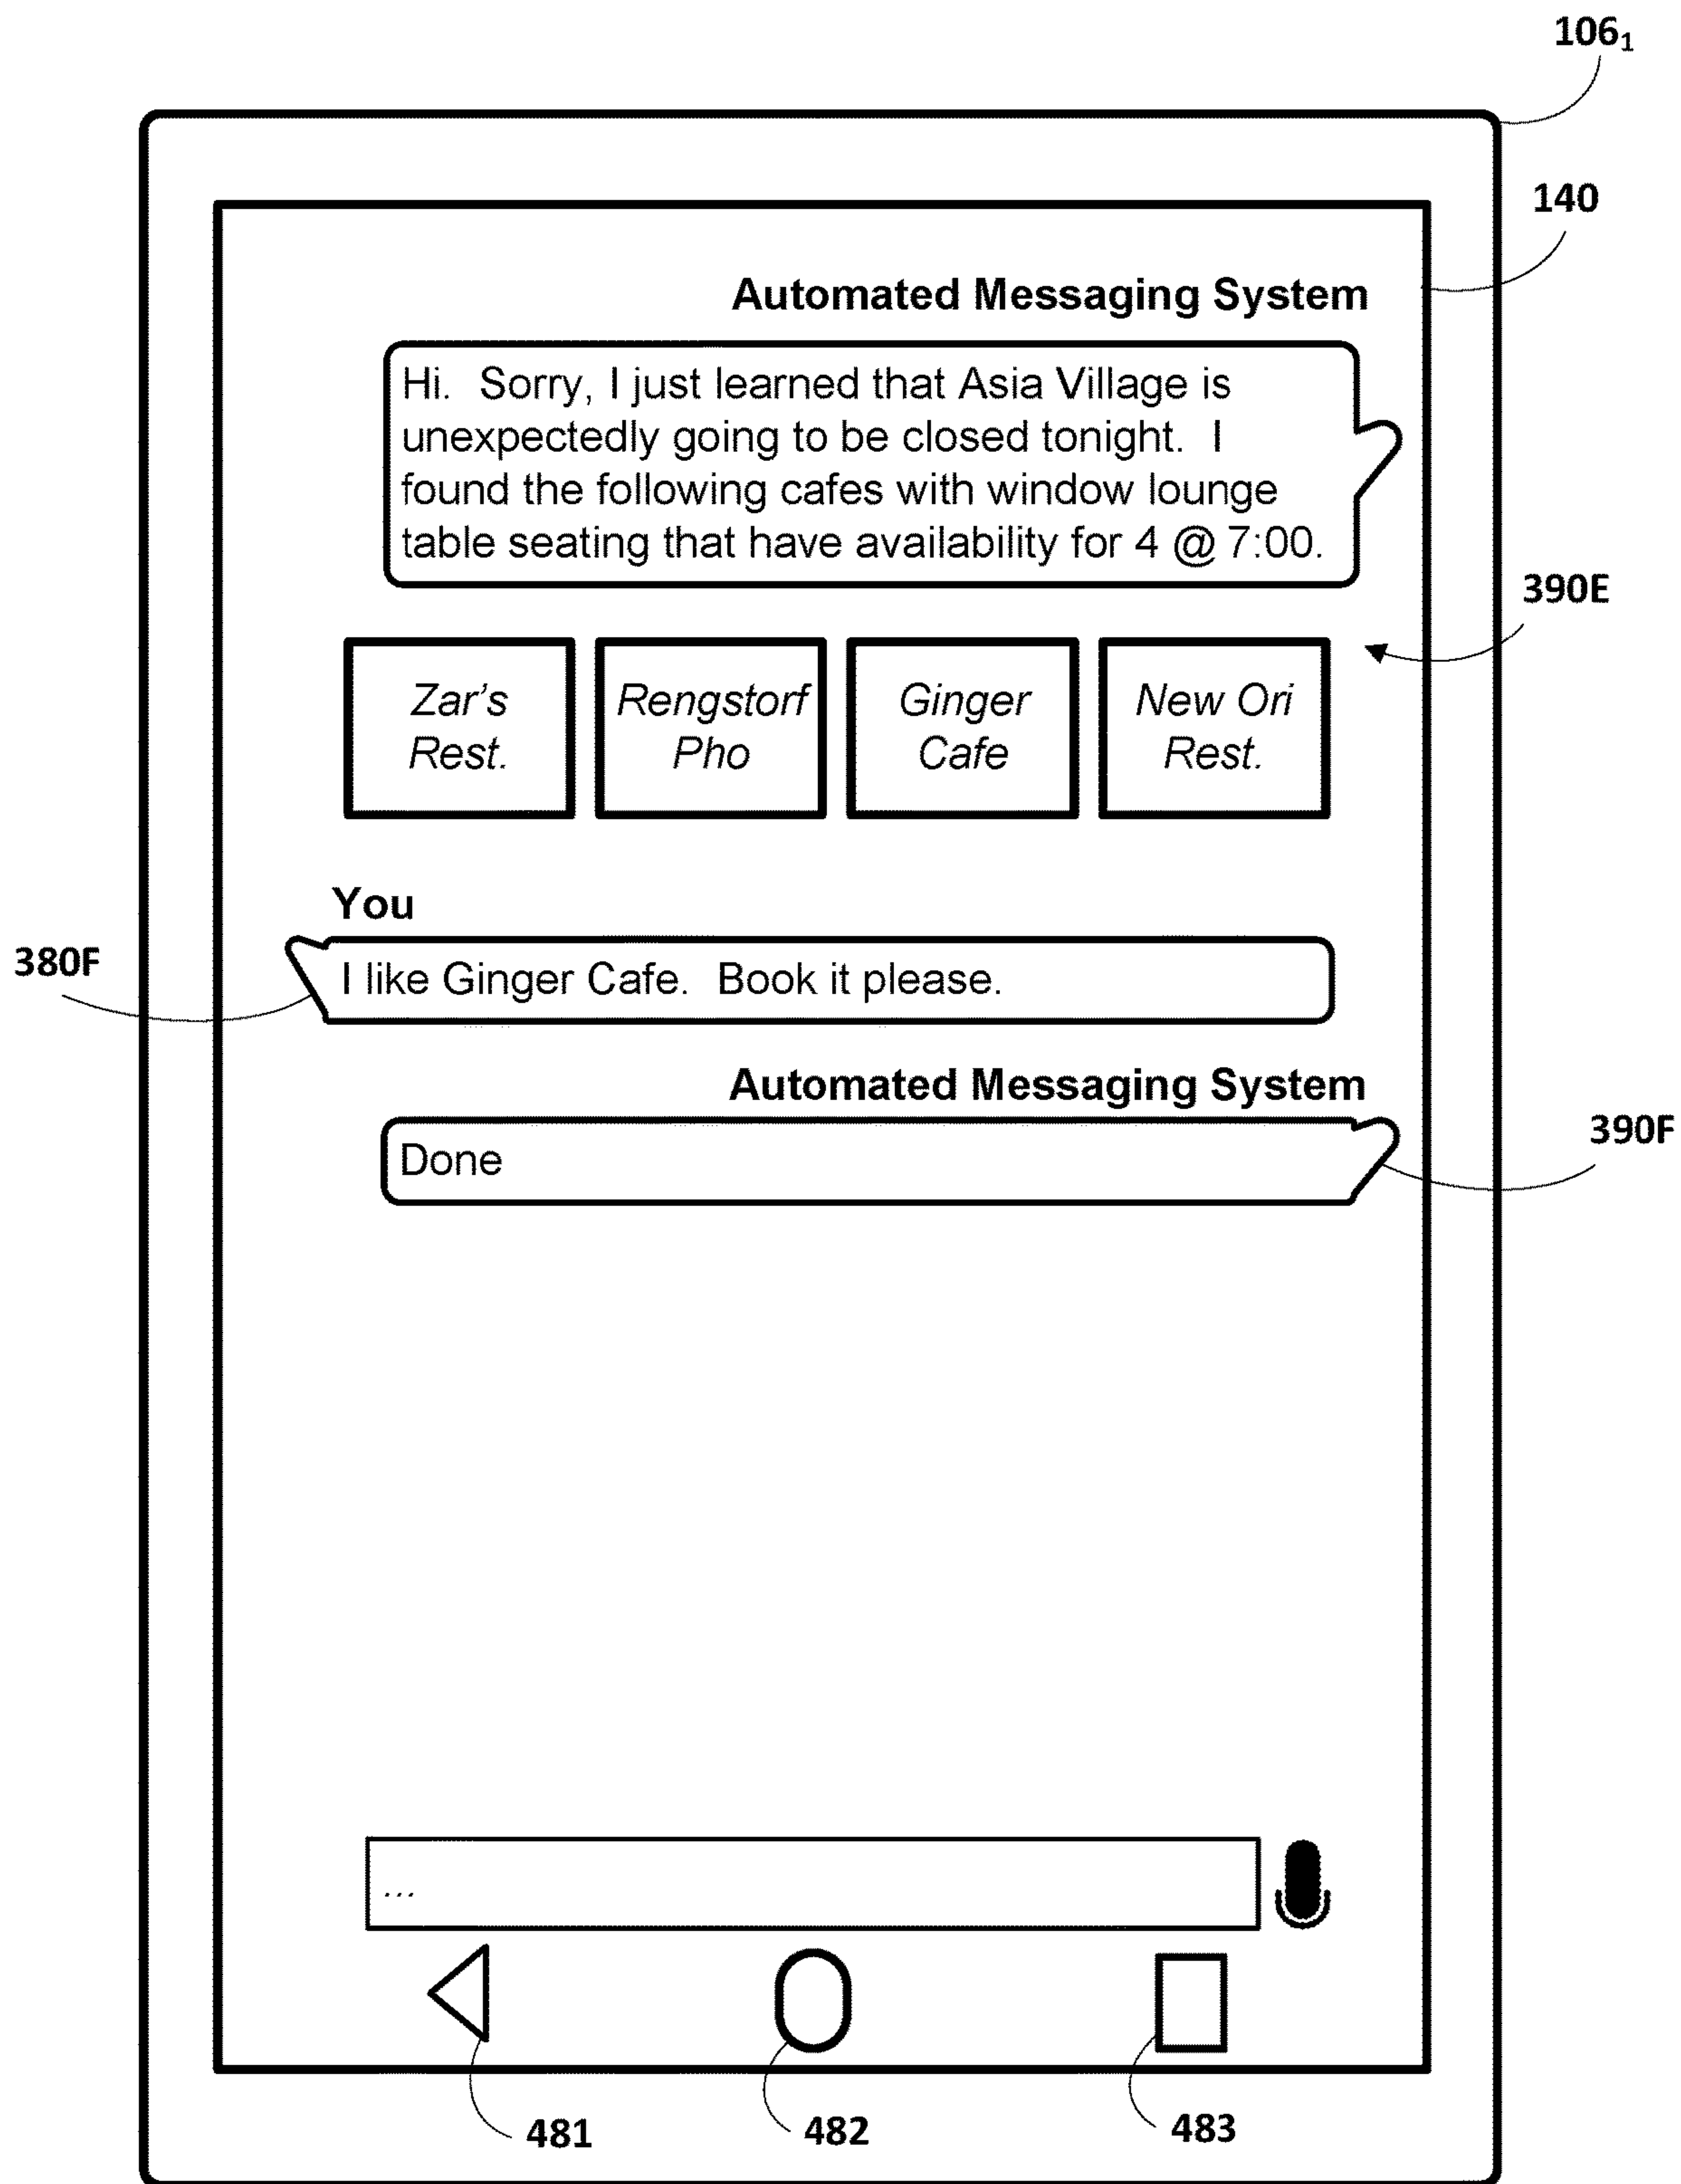 106₁
140
Automated Messaging System
Hi.  Sorry, I just learned that Asia Village is
unexpectedly going to be closed tonight.  I
found the following cafes with window lounge
table seating that have availability for 4 @ 7:00.
390E
Zar's
Rest.
Rengstorf
Pho
Ginger
Cafe
New Ori
Rest.
You
380F
I like Ginger Cafe.  Book it please.
Automated Messaging System
390F
Done
...
481
482
483